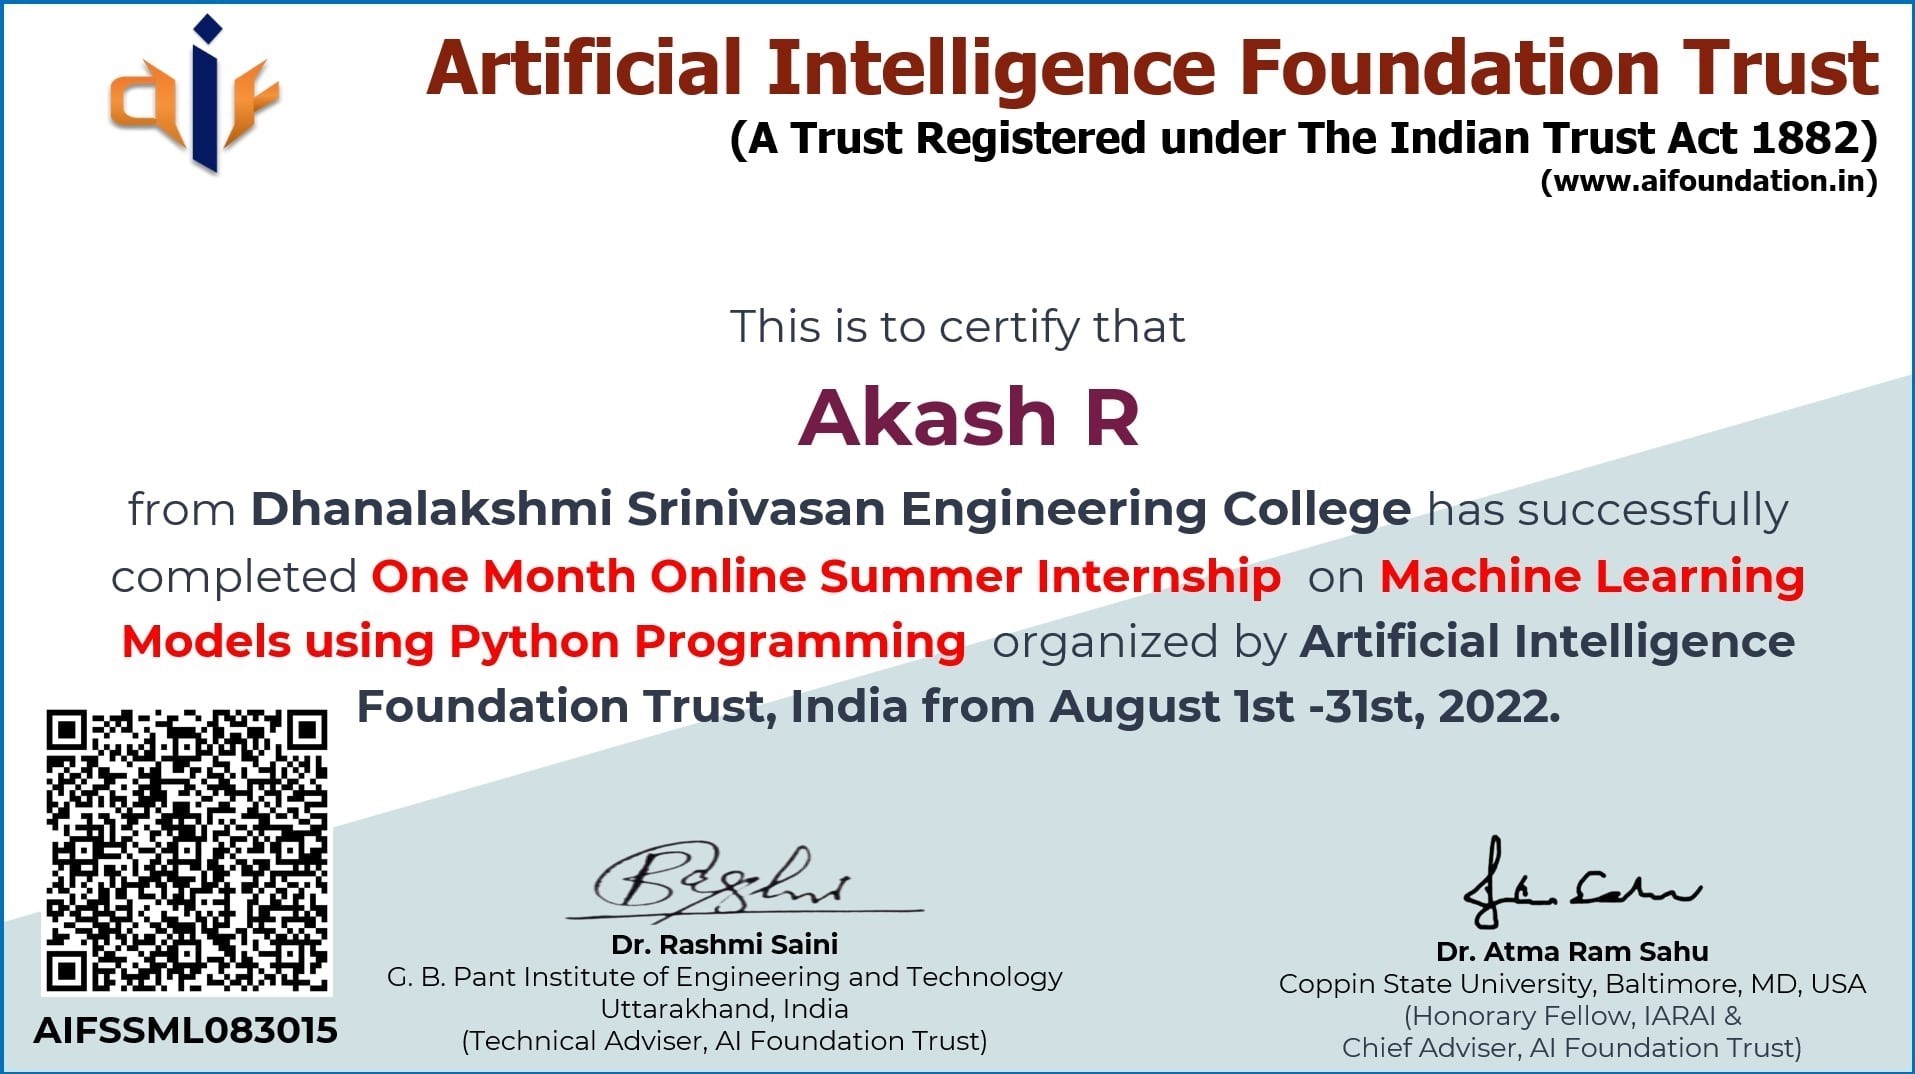 aif
Artificial Intelligence Foundation Trust
(A Trust Registered under The Indian Trust Act 1882)
(www.aifoundation.in)
This is to certify that
Akash R
from Dhanalakshmi Srinivasan Engineering College has successfully
completed One Month Online Summer Internship on Machine Learning
Models using Python Programming organized by Artificial Intelligence
Foundation Trust, India from August 1st -31st, 2022.
Dr. Rashmi Saini
G. B. Pant Institute of Engineering and Technology
Uttarakhand, India
(Technical Adviser, AI Foundation Trust)
Dr. Atma Ram Sahu
Coppin State University, Baltimore, MD, USA
(Honorary Fellow, IARAI &
Chief Adviser, AI Foundation Trust)
AIFSSML083015